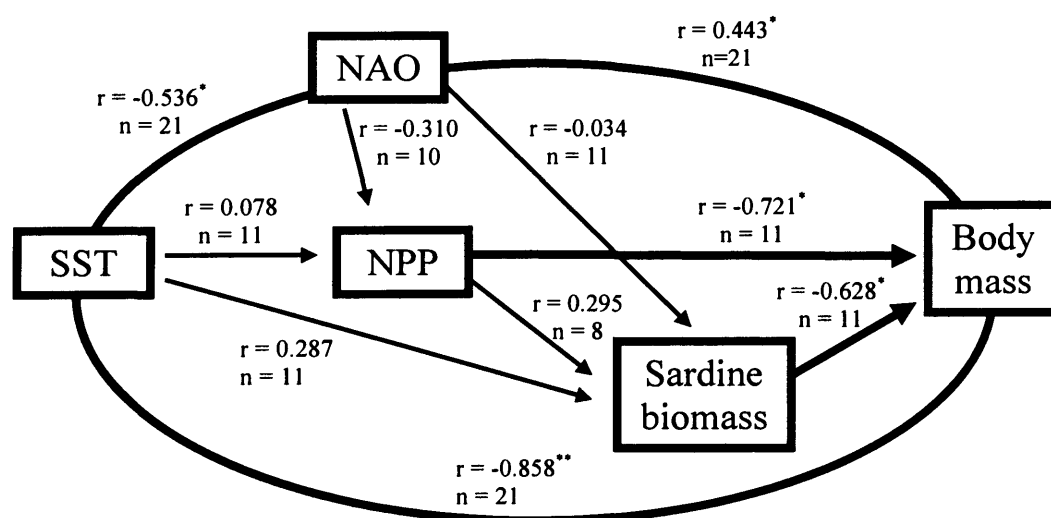 r = 0.443*
n=21
NAO
r = -0.536*
n = 21
r = -0.310
n = 10
r = -0.034
n = 11
r = 0.078
n = 11
r = -0.721*
n = 11
SST
NPP
Body
mass
r = 0.295
n = 8
r = -0.628*
n = 11
r = 0.287
n = 11
Sardine
biomass
r = -0.858**
n = 21